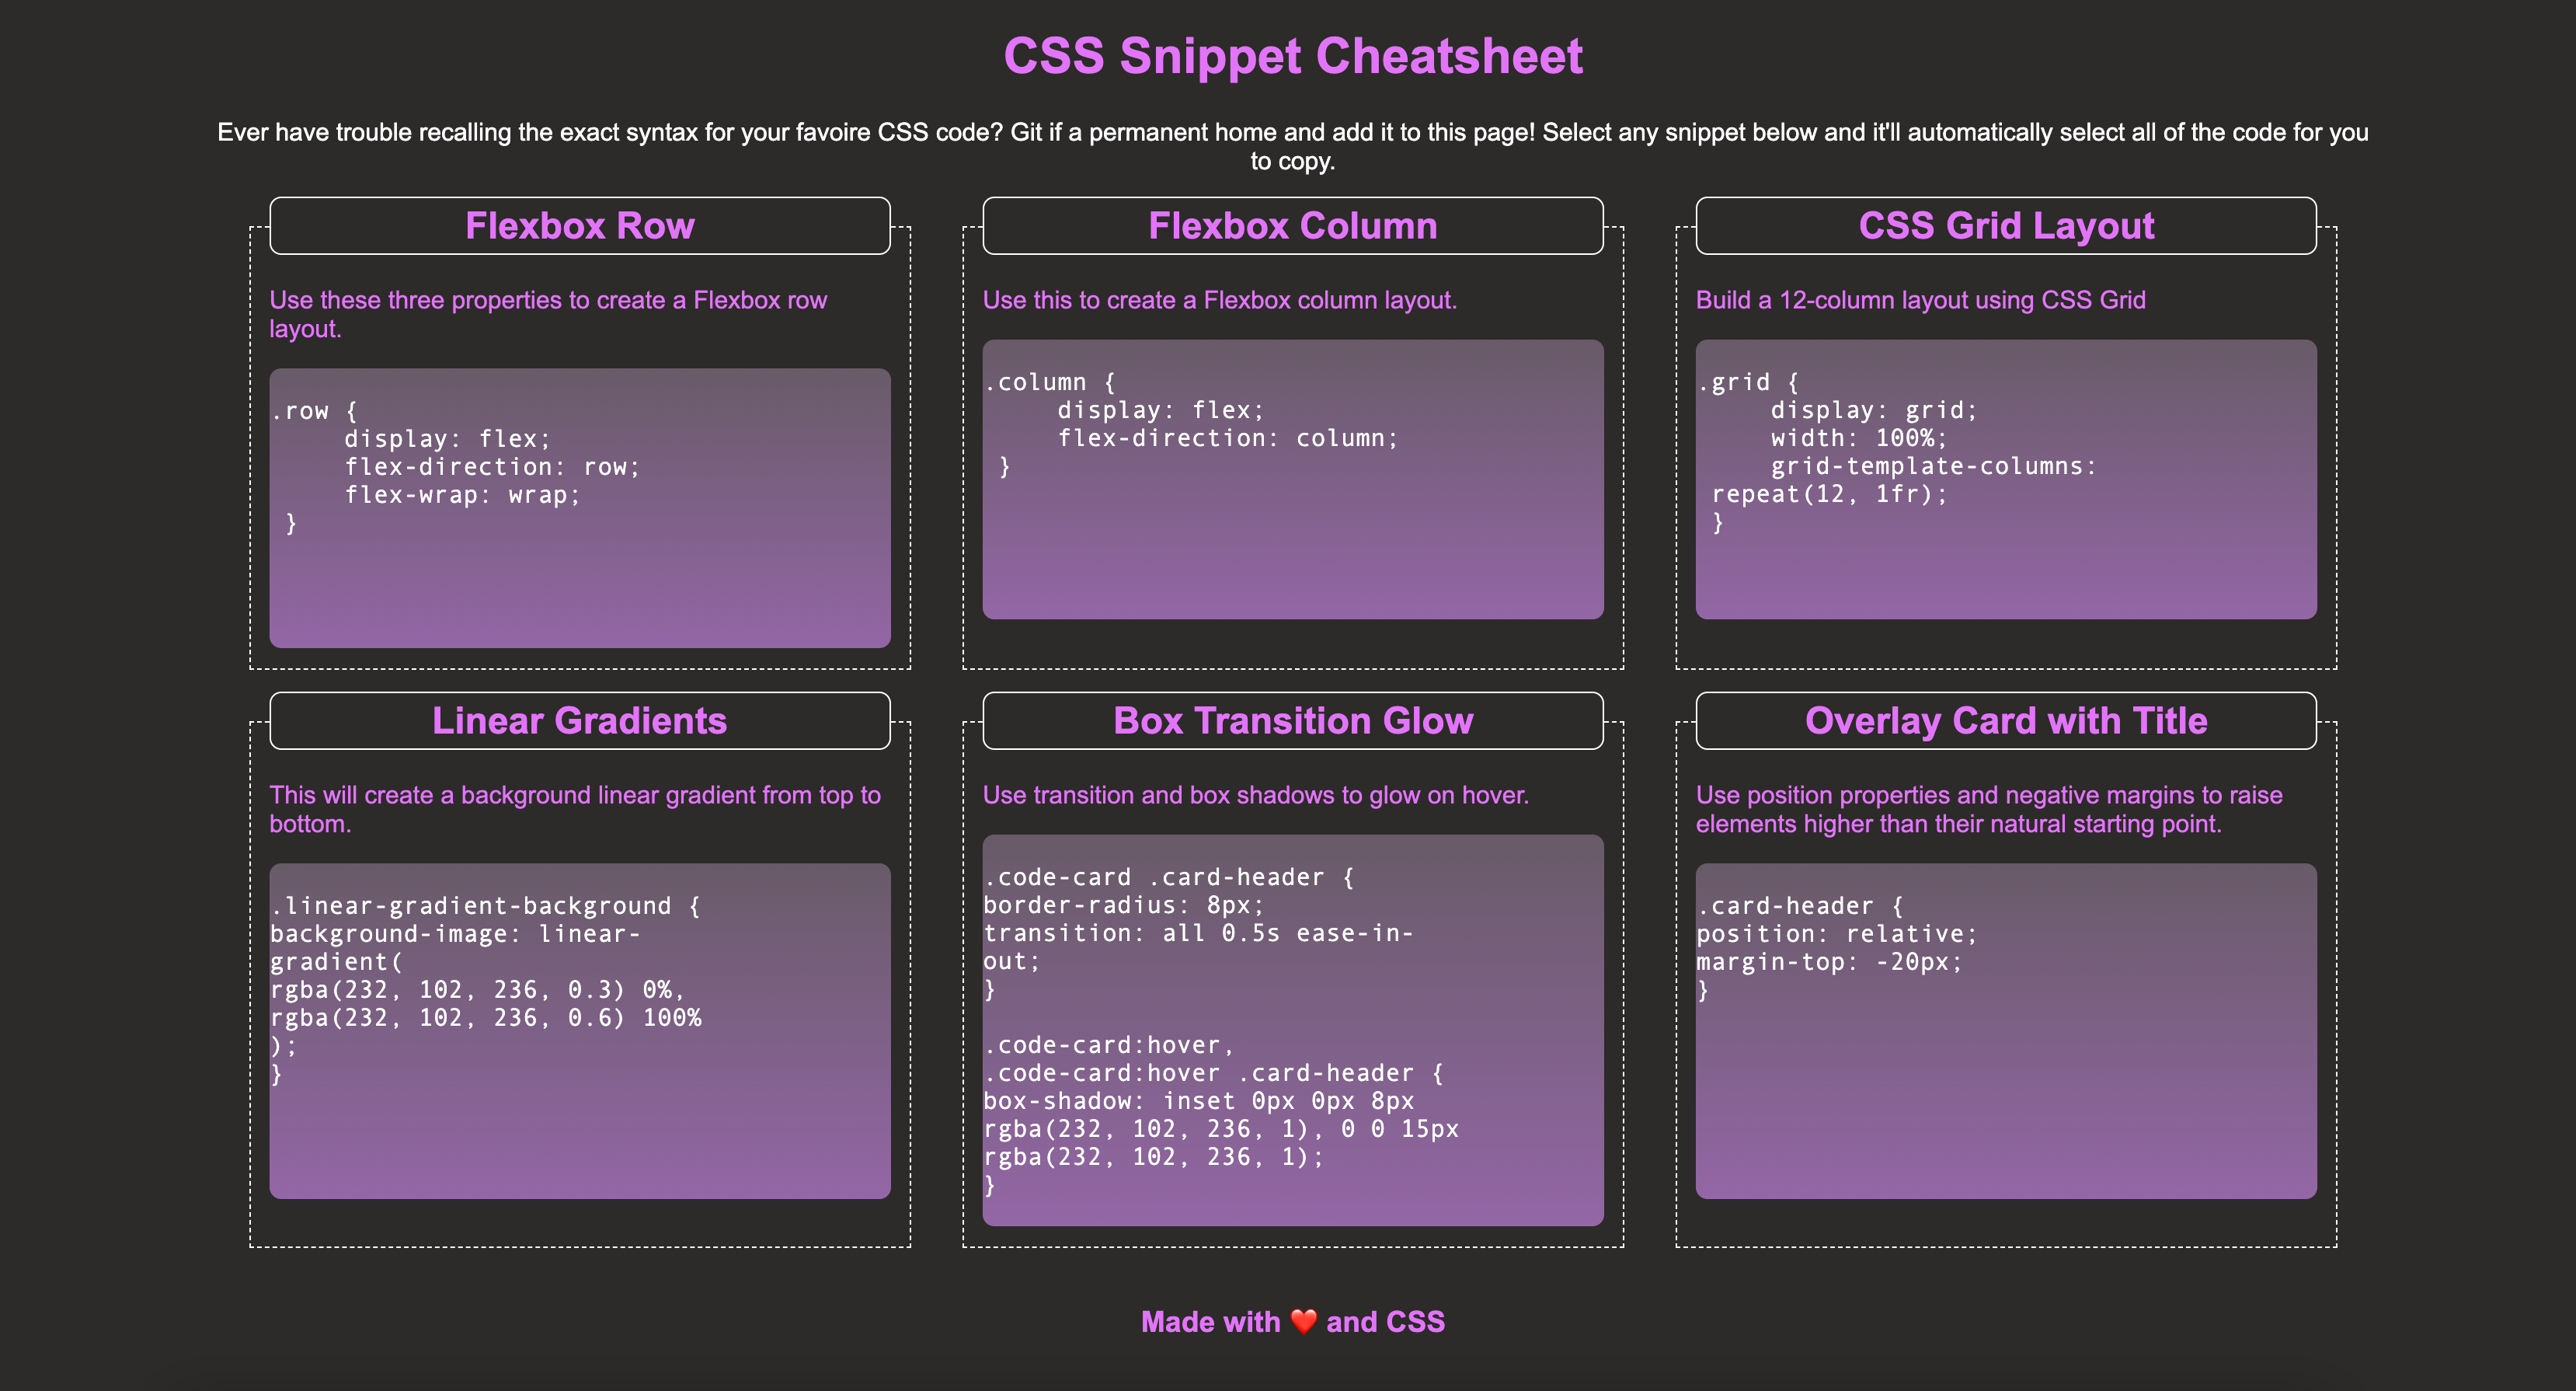 CSS Snippet Cheatsheet
Ever have trouble recalling the exact syntax for your favoire CSS code? Git if a permanent home and add it to this page! Select any snippet below and it'll automatically select all of the code for you
to copy.
Flexbox Row
Use these three properties to create a Flexbox row
layout.
.row {
display: flex;
flex-direction: row;
flex-wrap: wrap;
}
Flexbox Column
Use this to create a Flexbox column layout.
.column {
display: flex;
flex-direction: column;
}
CSS Grid Layout
Build a 12-column layout using CSS Grid
.grid {
display: grid;
width: 100%;
grid-template-columns:
repeat(12, 1fr);
}
Linear Gradients
This will create a background linear gradient from top to
bottom.
.linear-gradient-background {
background-image: linear-
gradient(
rgba(232, 102, 236, 0.3) 0%,
rgba(232, 102, 236, 0.6) 100%
);
}
Box Transition Glow
Use transition and box shadows to glow on hover.
.code-card .card-header {
border-radius: 8px;
transition: all 0.5s ease-in-
out;
}
.code-card:hover,
.code-card:hover .card-header {
box-shadow: inset 0px 0px 8px
rgba(232, 102, 236, 1), 0 0 15px
rgba(232, 102, 236, 1);
}
Overlay Card with Title
Use position properties and negative margins to raise
elements higher than their natural starting point.
.card-header {
position: relative;
margin-top: -20px;
}
Made with ❤️ and CSS